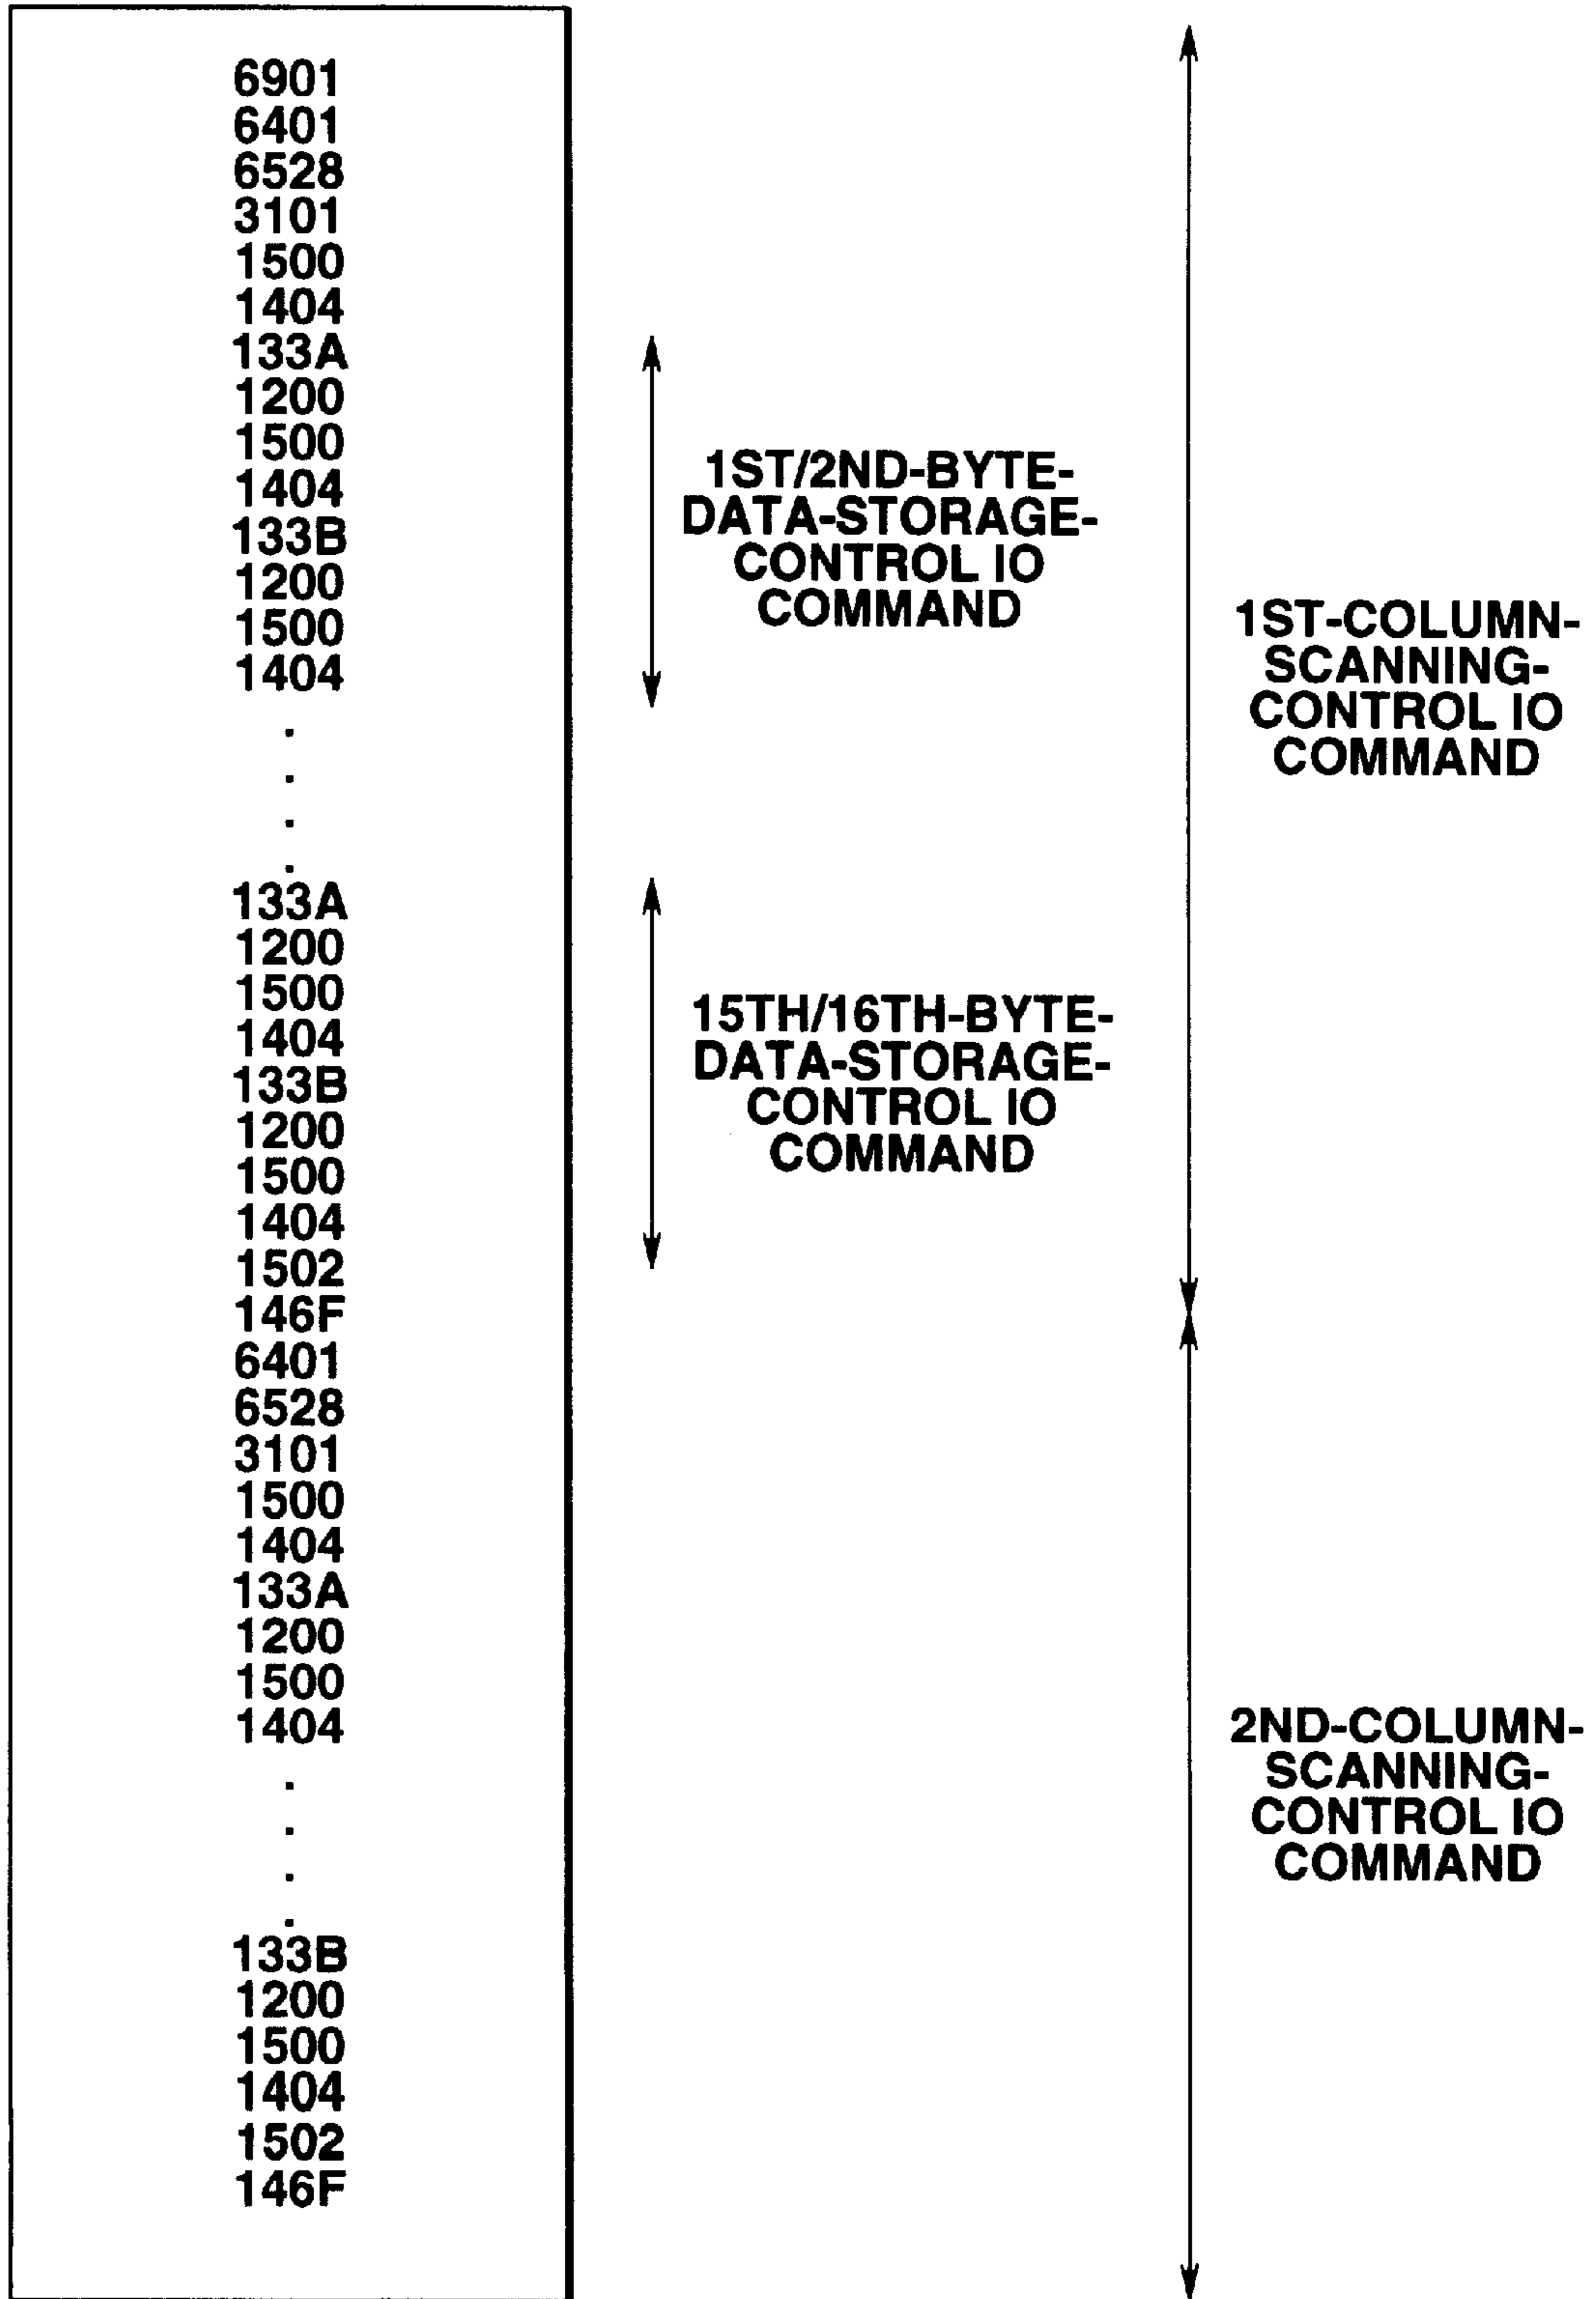 6901
6401
6528
3101
1500
1404
133A
1200
1500
1404
133B
1200
1500
1404
.
.
.
.
133A
1200
1500
1404
133B
1200
1500
1404
1502
146F
6401
6528
3101
1500
1404
133A
1200
1500
1404
.
.
.
.
133B
1200
1500
1404
1502
146F
1ST/2ND-BYTE-
DATA-STORAGE-
CONTROL IO
COMMAND
15TH/16TH-BYTE-
DATA-STORAGE-
CONTROL IO
COMMAND
1ST-COLUMN-
SCANNING-
CONTROL IO
COMMAND
2ND-COLUMN-
SCANNING-
CONTROL IO
COMMAND